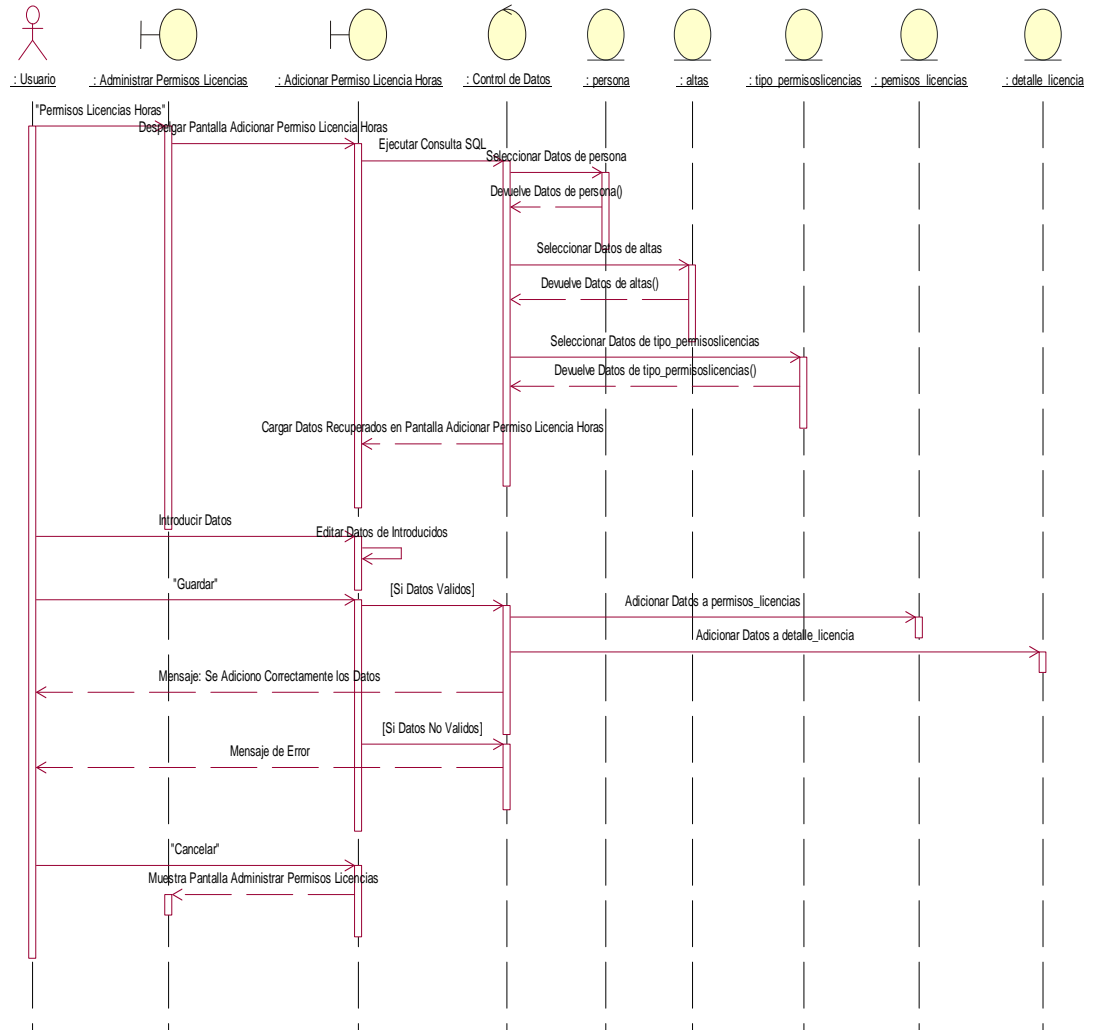 : Usuario
: Administrar Permisos Licencias
: Adicionar Permiso Licencia Horas
: Control de Datos
: persona
: altas
: tipo_permisoslicencias
: pemisos_licencias
: detalle_licencia
"Permisos Licencias Horas"
Despelgar Pantalla Adicionar Permiso Licencia Horas
Ejecutar Consulta SQL
Seleccionar Datos de persona
Devuelve Datos de persona()
Seleccionar Datos de altas
Devuelve Datos de altas()
Seleccionar Datos de tipo_permisoslicencias
Devuelve Datos de tipo_permisoslicencias()
Cargar Datos Recuperados en Pantalla Adicionar Permiso Licencia Horas
Introducir Datos
Editar Datos de Introducidos
"Guardar"
[Si Datos Validos]
Adicionar Datos a permisos_licencias
Adicionar Datos a detalle_licencia
Mensaje: Se Adiciono Correctamente los Datos
[Si Datos No Validos]
Mensaje de Error
"Cancelar"
Muestra Pantalla Administrar Permisos Licencias